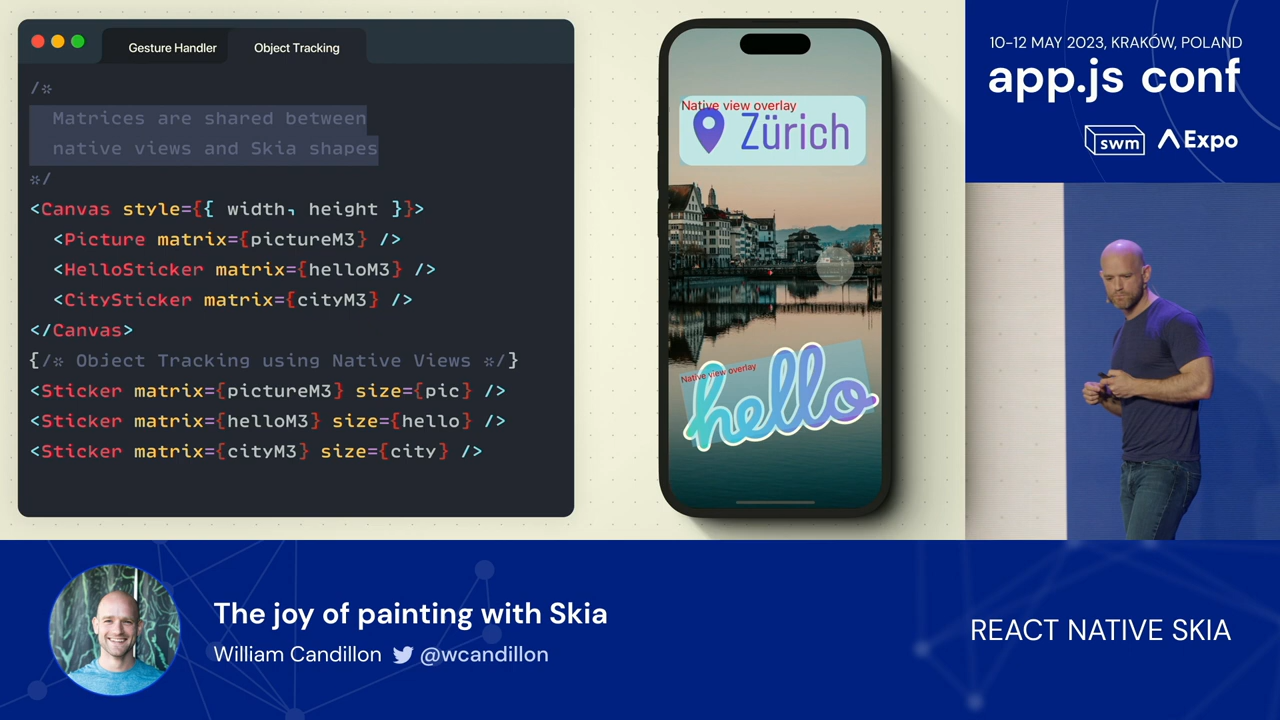 Gesture Handler
Object Tracking
/*
Matrices are shared between
native views and Skia shapes
*/
<Canvas style={{ width, height }}>
<Picture matrix={pictureM3} />
<HelloSticker matrix={helloM3} />
<CitySticker matrix={cityM3} />
</Canvas>
{/* Object Tracking using Native Views */}
<Sticker matrix={pictureM3} size={pic} />
<Sticker matrix={helloM3} size={hello} />
<Sticker matrix={cityM3} size={city} />
Native view overlay
Zürich
Native view overlay
hello
10-12 MAY 2023, KRAKÓW, POLAND
app.js conf
swm Expo
The joy of painting with Skia
William Candillon @wcandillon
REACT NATIVE SKIA